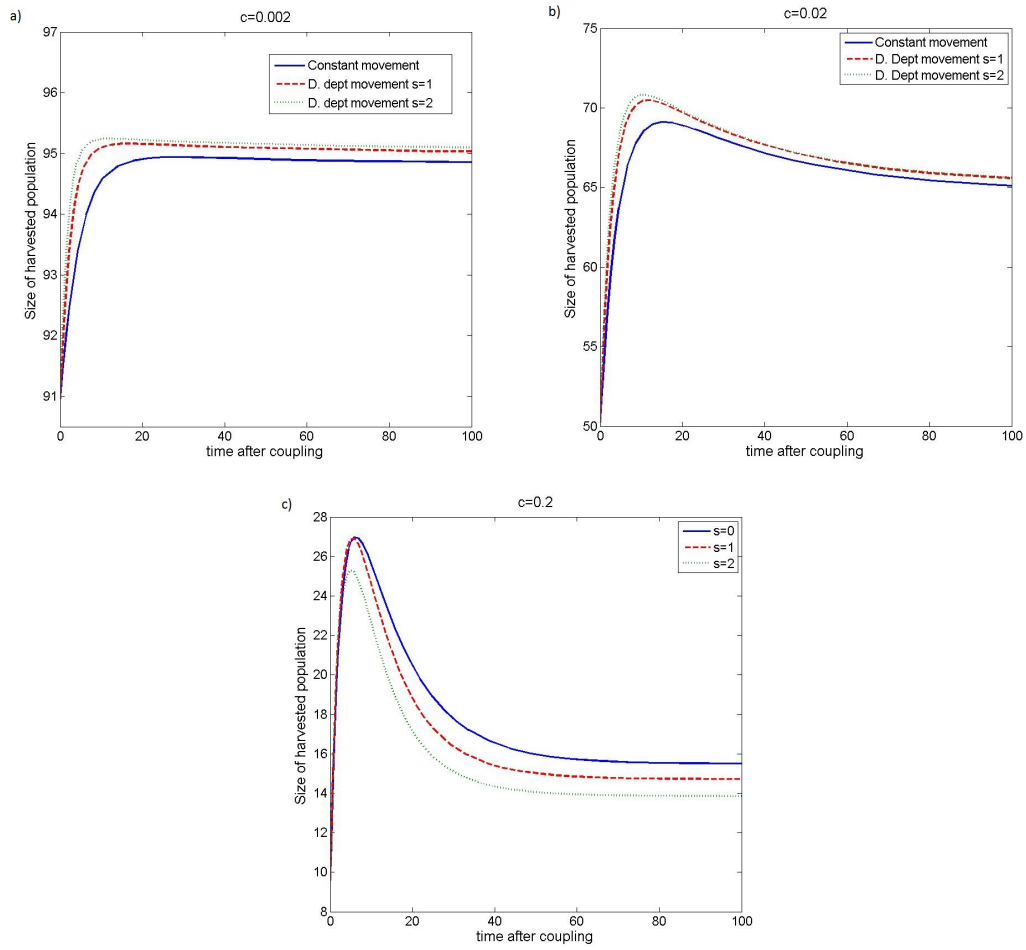 a)
c=0.002
97
96
95
94
93
92
91
0
20
40
60
80
100
Size of harvested population
time after coupling
Constant movement
D. dept movement s=1
D. dept movement s=2
b)
c=0.02
75
70
65
60
55
50
0
20
40
60
80
100
Size of harvested population
time after coupling
Constant movement
D. Dept movement s=1
D. Dept movement s=2
c)
c=0.2
28
26
24
22
20
18
16
14
12
10
8
0
20
40
60
80
100
Size of harvested population
time after coupling
s=0
s=1
s=2